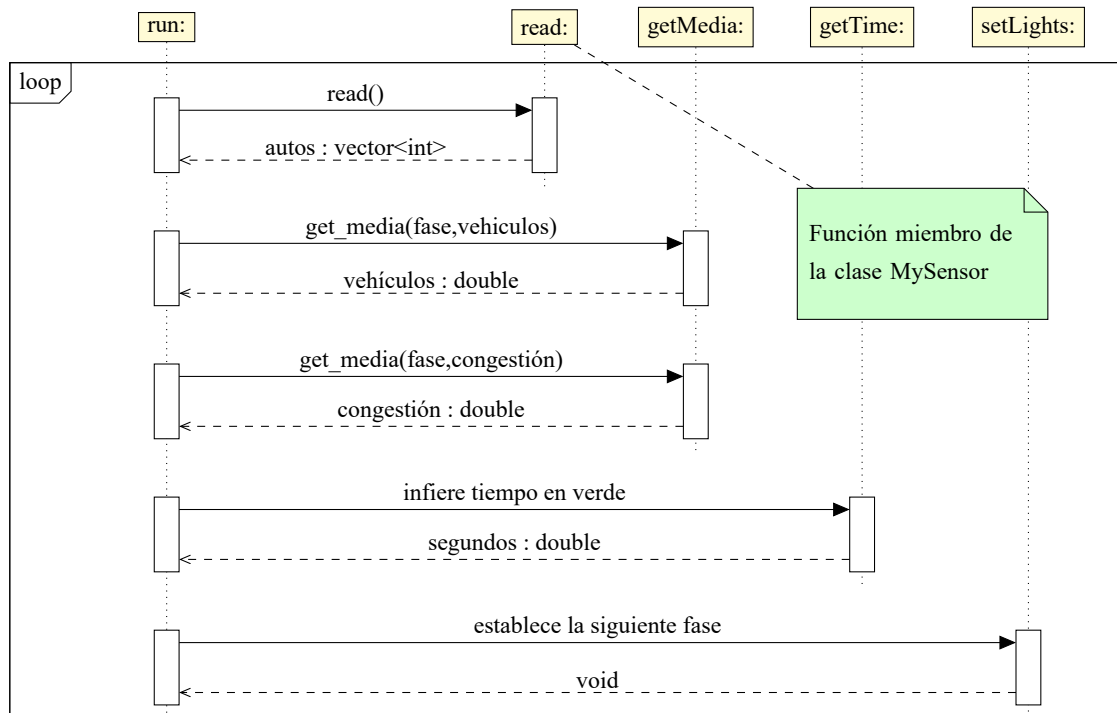 run:
read:
getMedia:
getTime:
setLights:
loop
read()
autos : vector<int>
get_media(fase,vehiculos)
vehículos : double
Función miembro de
la clase MySensor
get_media(fase,congestión)
congestión : double
infiere tiempo en verde
segundos : double
establece la siguiente fase
void